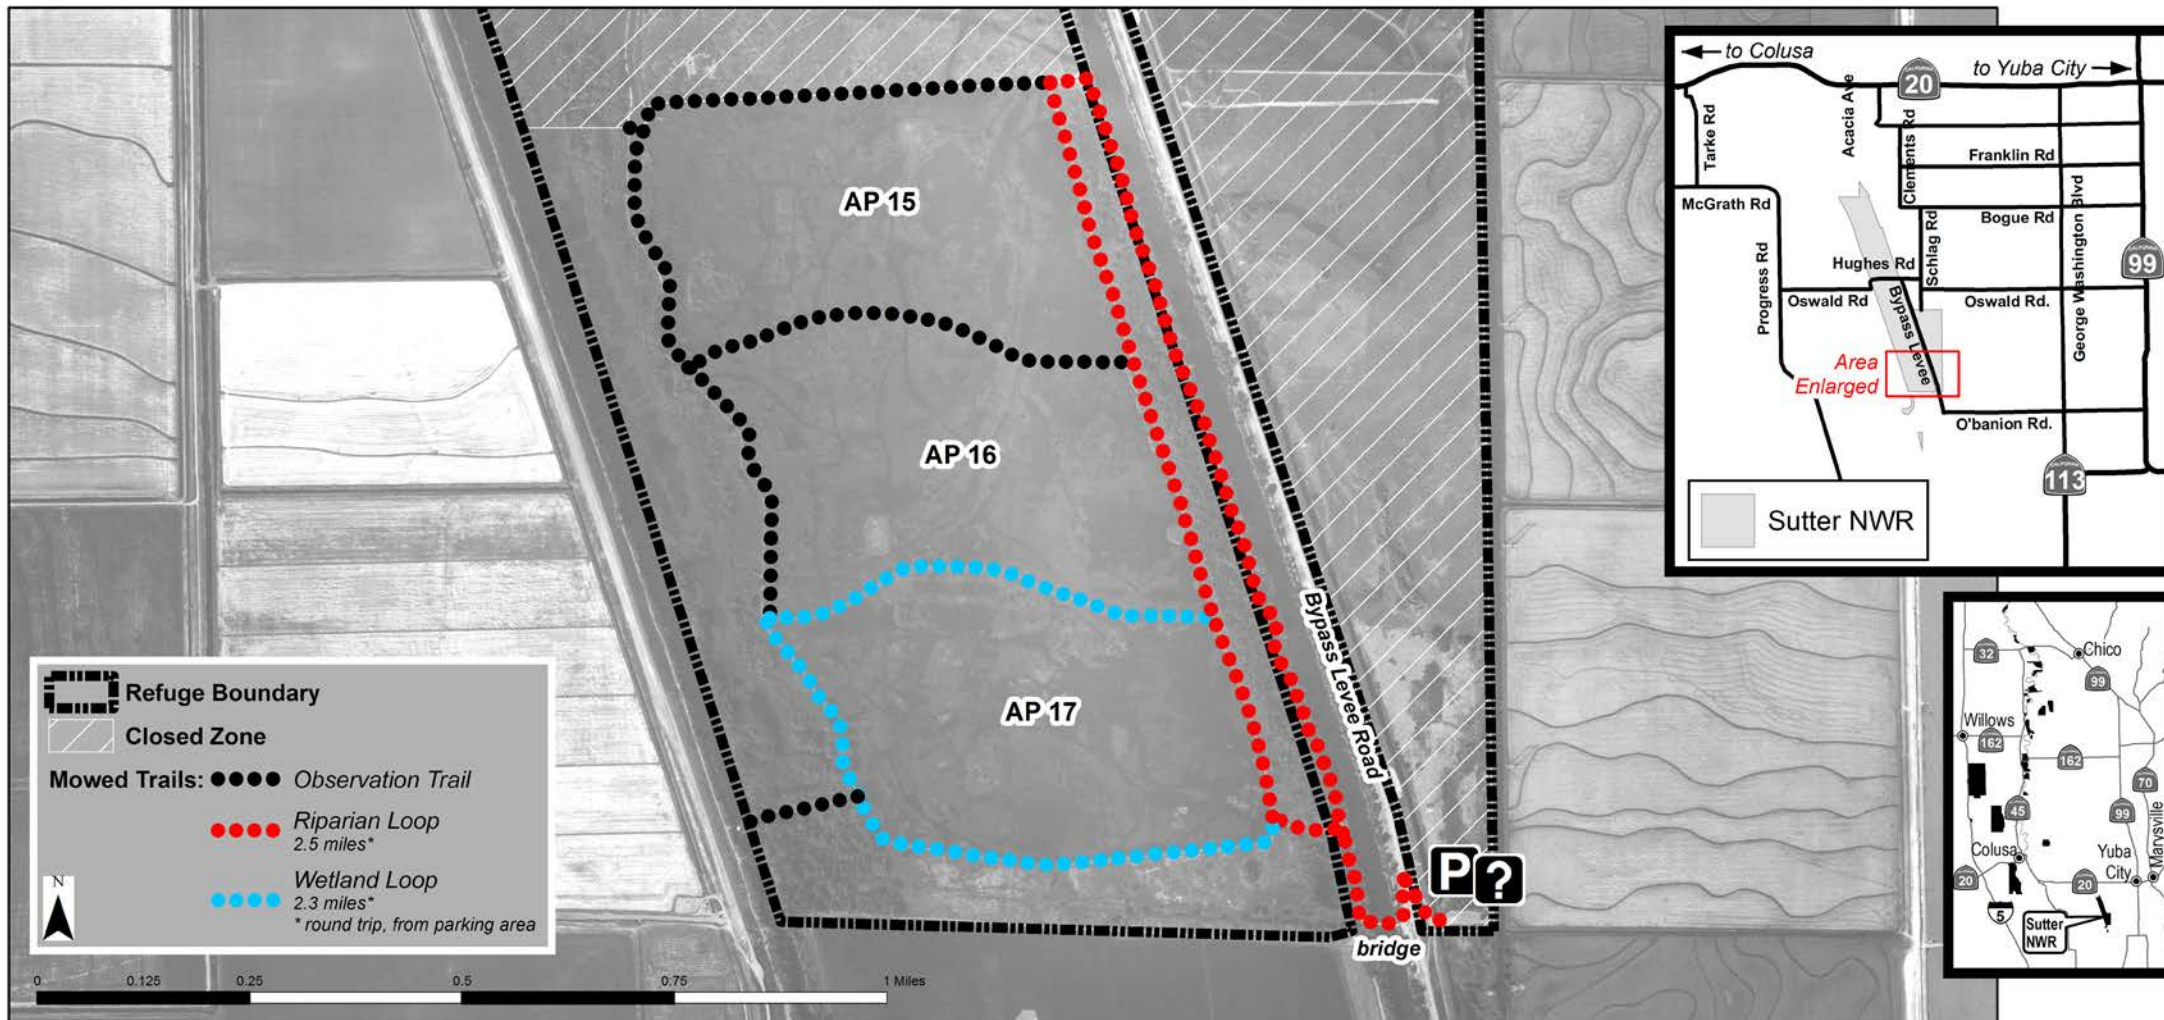 AP 15
AP 16
AP 17
Bypass Levee Road
P
?
bridge
Refuge Boundary
Closed Zone
Mowed Trails:
Observation Trail
Riparian Loop
2.5 miles*
Wetland Loop
2.3 miles*
* round trip, from parking area
N
0 0.125 0.25 0.5 0.75 1 Miles
to Colusa
to Yuba City
20
Acacia Ave
Tarke Rd
Clements Rd
Franklin Rd
McGrath Rd
Bogue Rd
George Washington Blvd
Schlag Rd
Hughes Rd
99
Progress Rd
Oswald Rd
Oswald Rd.
Bypass Levee
Area
Enlarged
O'banion Rd.
113
Sutter NWR
32
Chico
99
Willows
162
162
70
45
99
Marysville
Colusa
Yuba
City
20
20
5
Sutter
NWR